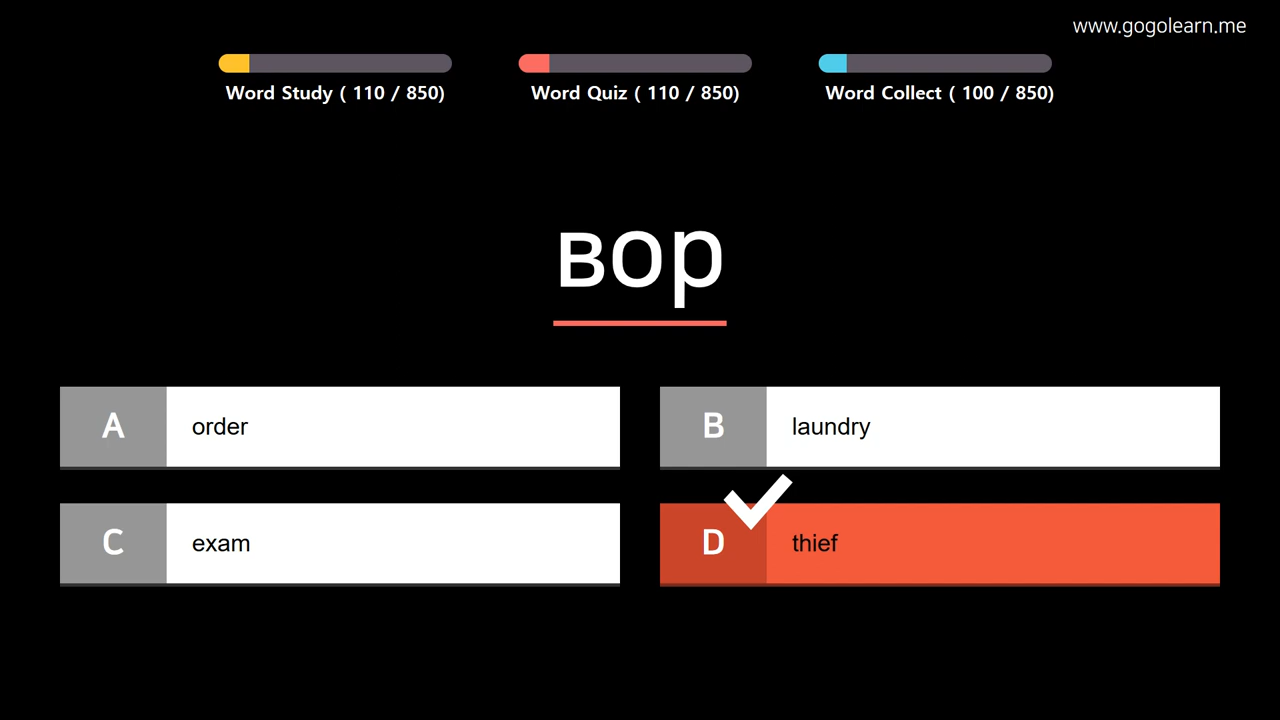 www.gogolearn.me
Word Study ( 110 / 850)
Word Quiz ( 110 / 850)
Word Collect ( 100 / 850)
вор
A order
B laundry
C exam
D thief